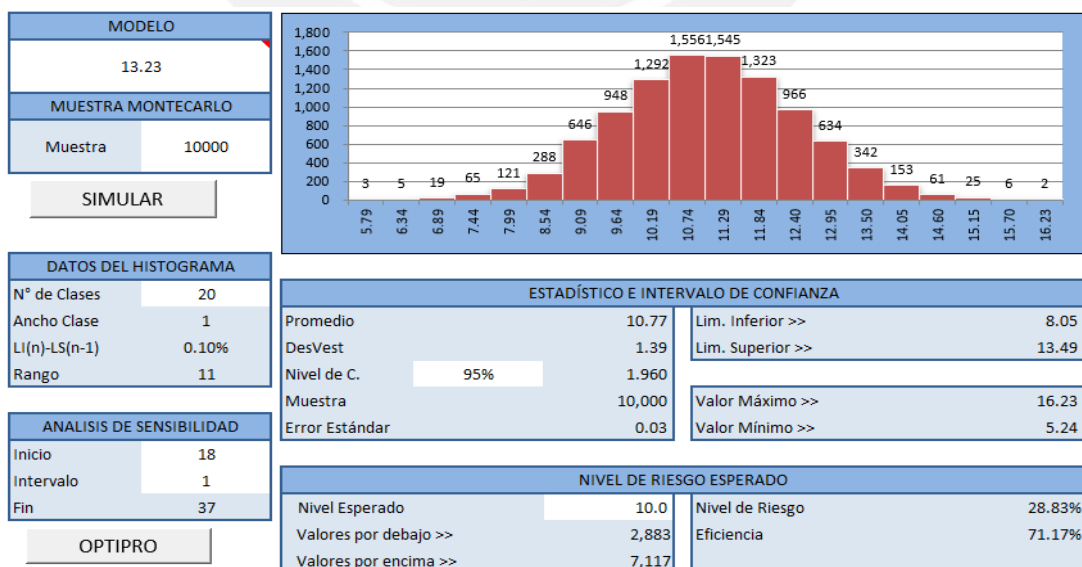 MODELO
13.23
MUESTRA MONTECARLO
Muestra 10000
SIMULAR
1,800
1,600
1,400
1,200
1,000
800
600
400
200
0
3 5 19 65 121 288 646 948 1,292 1,556 1,545 1,323 966 634 342 153 61 25 6 2
5.79 6.34 6.89 7.44 7.99 8.54 9.09 9.64 10.19 10.74 11.29 11.84 12.40 12.95 13.50 14.05 14.60 15.15 15.70 16.23
DATOS DEL HISTOGRAMA
N° de Clases 20
Ancho Clase 1
LI(n)-LS(n-1) 0.10%
Rango 11
ANALISIS DE SENSIBILIDAD
Inicio 18
Intervalo 1
Fin 37
OPTIPRO
ESTADÍSTICO E INTERVALO DE CONFIANZA
Promedio 10.77 Lim. Inferior >> 8.05
DesVest 1.39 Lim. Superior >> 13.49
Nivel de C. 95% 1.960
Muestra 10,000 Valor Máximo >> 16.23
Error Estándar 0.03 Valor Mínimo >> 5.24
NIVEL DE RIESGO ESPERADO
Nivel Esperado 10.0 Nivel de Riesgo 28.83%
Valores por debajo >> 2,883 Eficiencia 71.17%
Valores por encima >> 7,117